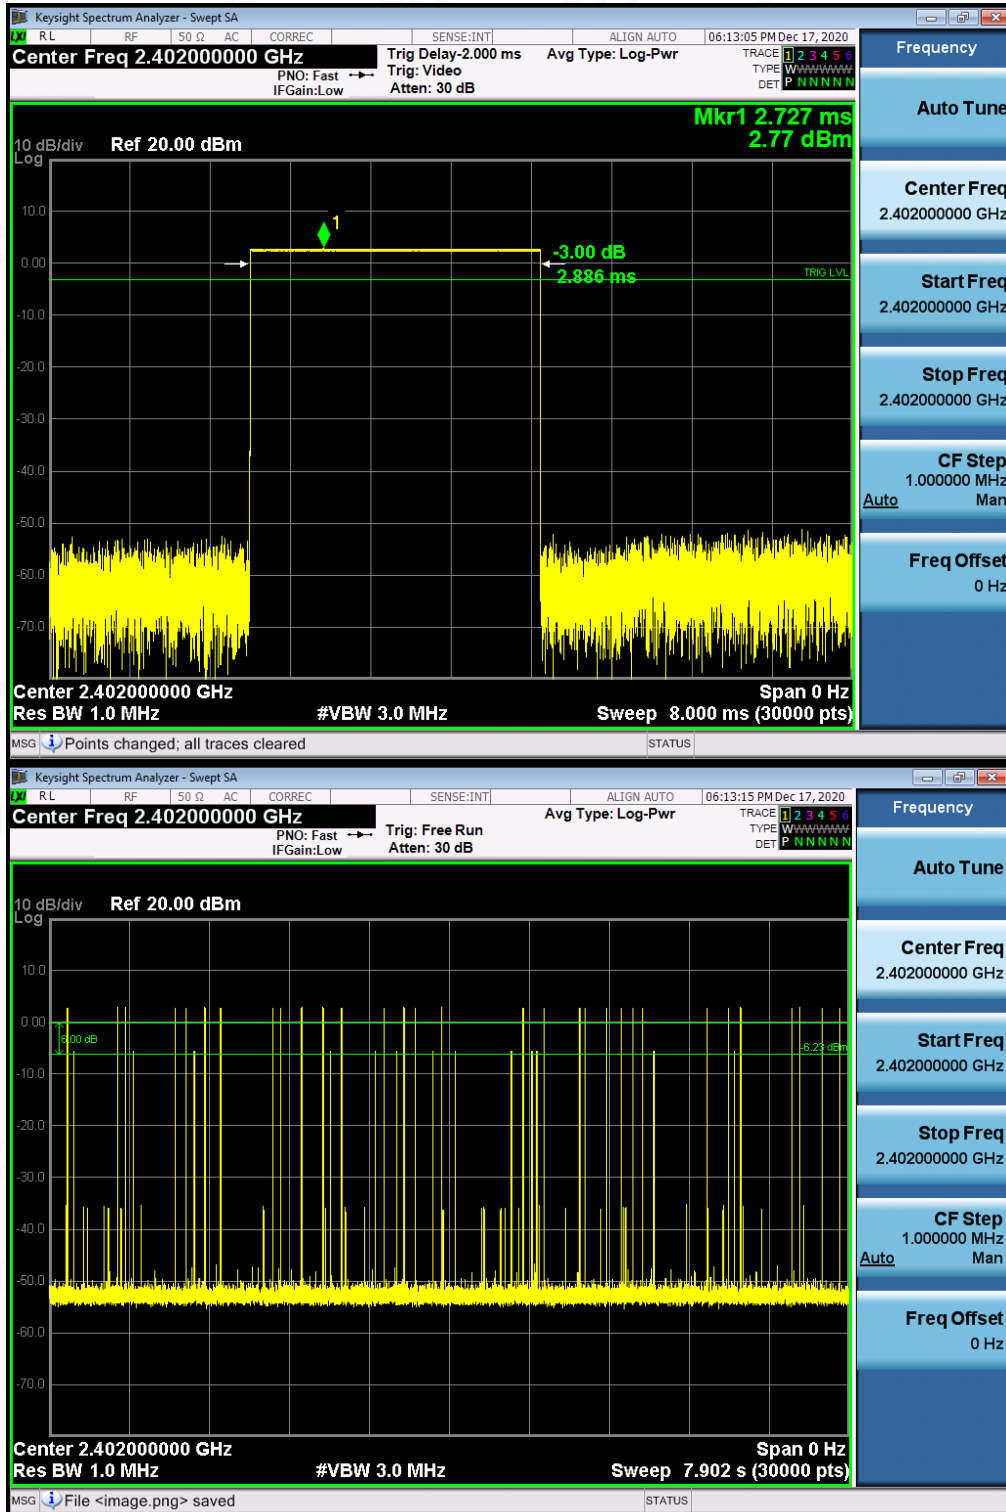 Keysight Spectrum Analyzer - Swept SA
LXI RL RF 50 Ω AC CORREC SENSE:INT ALIGN AUTO 06:13:05 PM Dec 17, 2020
Center Freq 2.402000000 GHz Trig Delay-2.000 ms Avg Type: Log-Pwr TRACE 1 2 3 4 5 6
PNO: Fast Trig: Video TYPE WWWWWW
IFGain:Low Atten: 30 dB DET P N N N N N
Mkr1 2.727 ms
2.77 dBm
10 dB/div Ref 20.00 dBm
Log
10.0
1
-3.00 dB
0.00
TRIG LVL
2.886 ms
-10.0
-20.0
-30.0
-40.0
-50.0
-60.0
-70.0
Center 2.402000000 GHz Span 0 Hz
Res BW 1.0 MHz #VBW 3.0 MHz Sweep 8.000 ms (30000 pts)
MSG Points changed; all traces cleared STATUS
Frequency
Auto Tune
Center Freq
2.402000000 GHz
Start Freq
2.402000000 GHz
Stop Freq
2.402000000 GHz
CF Step
1.000000 MHz
Auto Man
Freq Offset
0 Hz
Keysight Spectrum Analyzer - Swept SA
LXI RL RF 50 Ω AC CORREC SENSE:INT ALIGN AUTO 06:13:15 PM Dec 17, 2020
Center Freq 2.402000000 GHz Avg Type: Log-Pwr TRACE 1 2 3 4 5 6
PNO: Fast Trig: Free Run TYPE WWWWWW
IFGain:Low Atten: 30 dB DET P N N N N N
10 dB/div Ref 20.00 dBm
Log
10.0
0.00
6.00 dB
-6.23 dBm
-10.0
-20.0
-30.0
-40.0
-50.0
-60.0
-70.0
Center 2.402000000 GHz Span 0 Hz
Res BW 1.0 MHz #VBW 3.0 MHz Sweep 7.902 s (30000 pts)
MSG File <image.png> saved STATUS
Frequency
Auto Tune
Center Freq
2.402000000 GHz
Start Freq
2.402000000 GHz
Stop Freq
2.402000000 GHz
CF Step
1.000000 MHz
Auto Man
Freq Offset
0 Hz